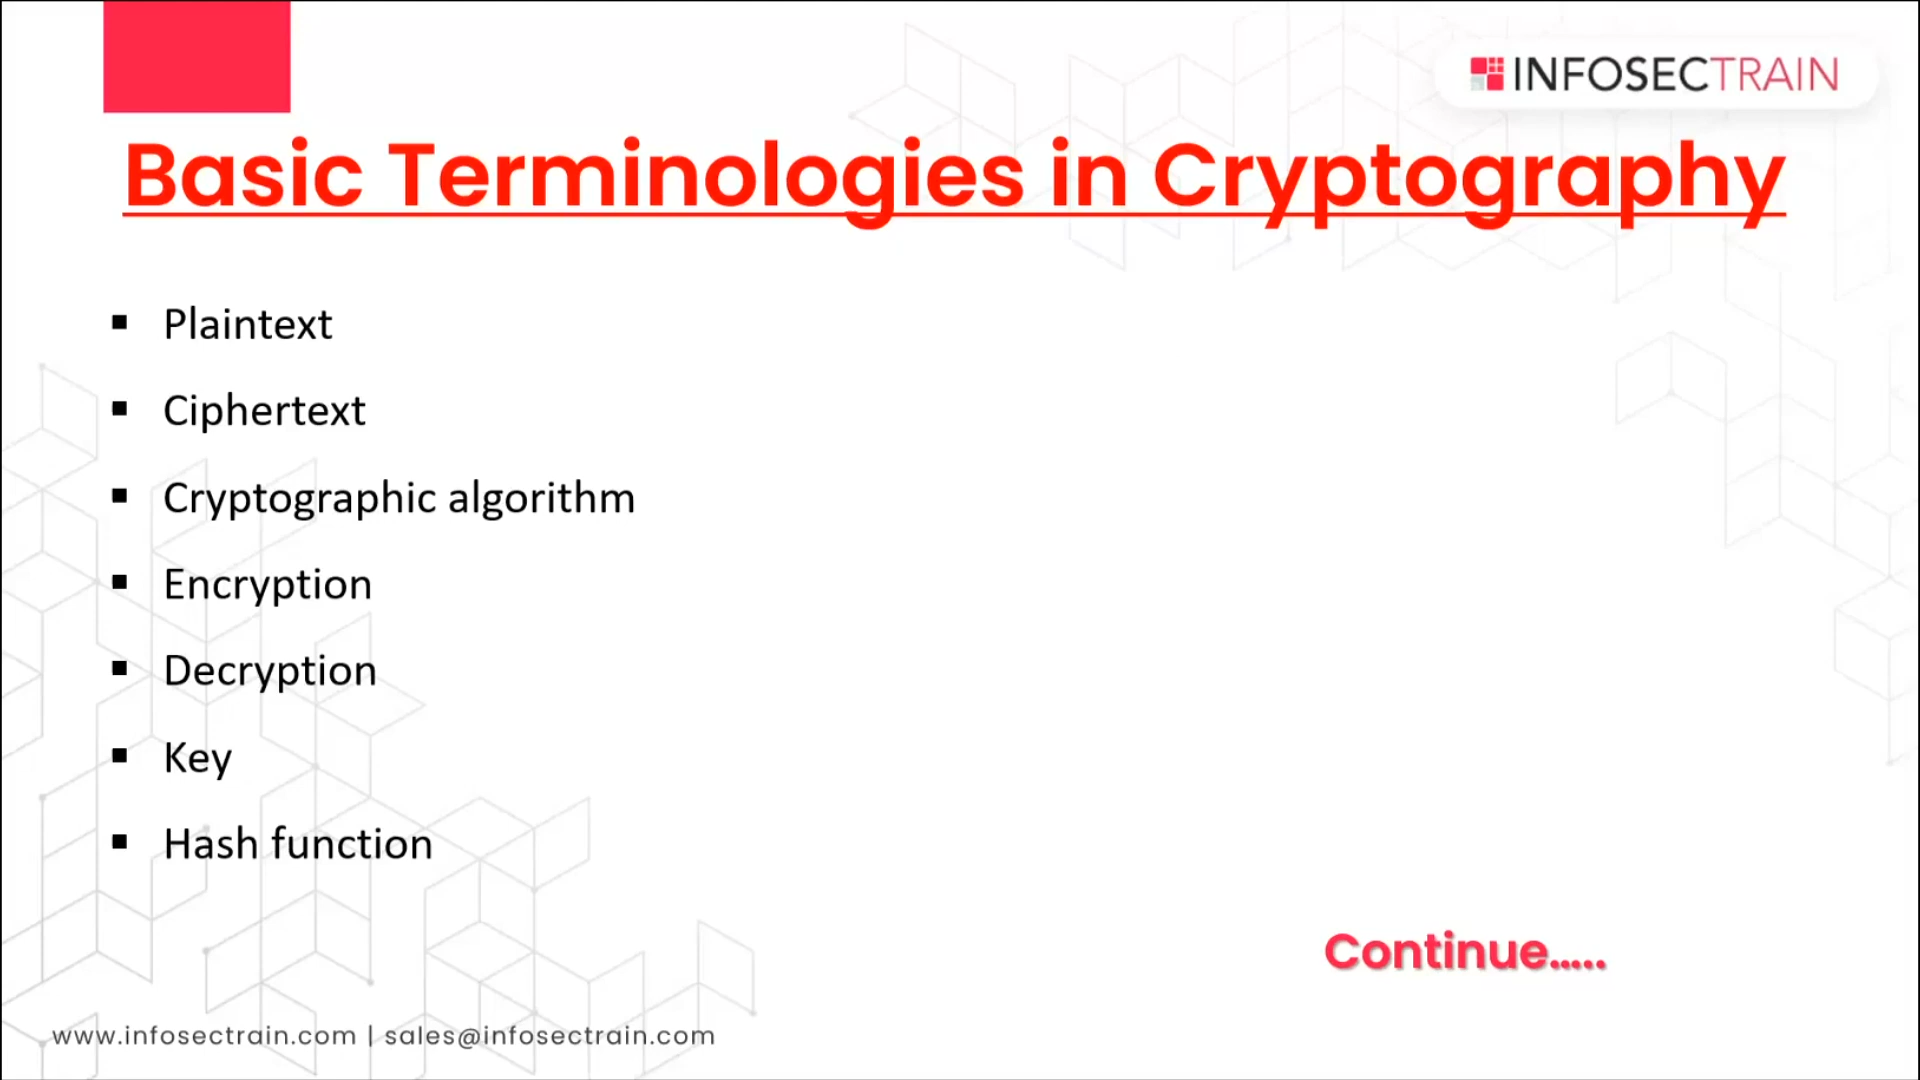 INFOSECTRAIN
Basic Terminologies in Cryptography
▪ Plaintext
▪ Ciphertext
▪ Cryptographic algorithm
▪ Encryption
▪ Decryption
▪ Key
▪ Hash function
Continue.....
www.infosectrain.com | sales@infosectrain.com